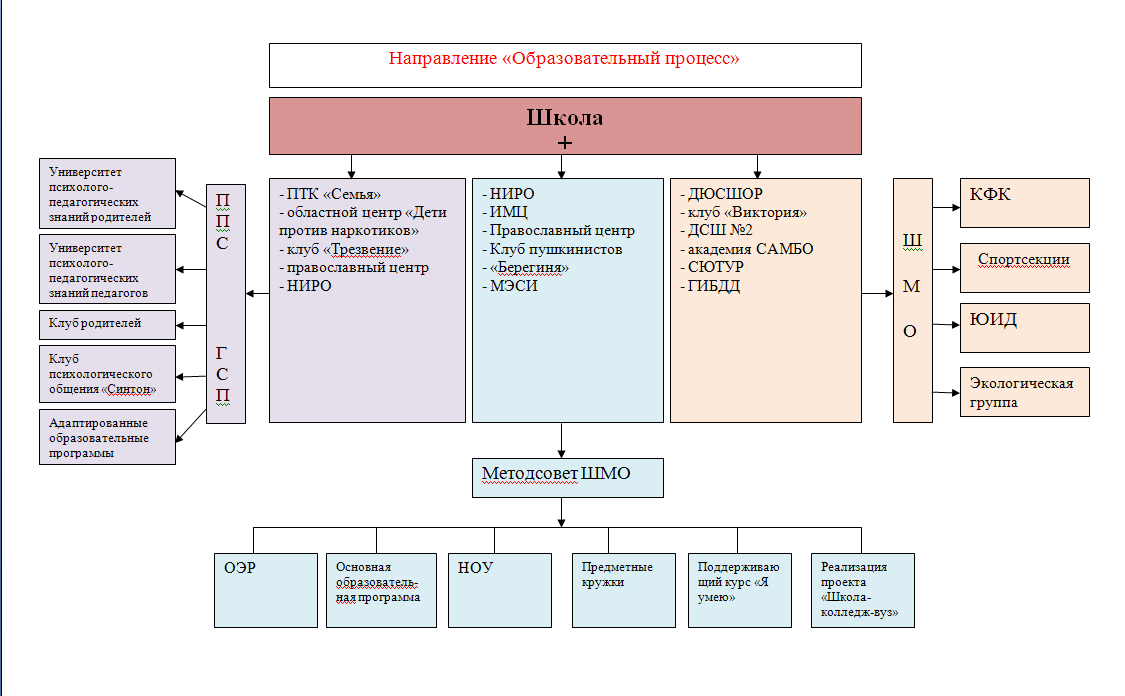 Направление «Образовательный процесс»
Школа
+
Университет
психолого-
педагогических
знаний родителей
Университет
психолого-
педагогических
знаний педагогов
Клуб родителей
Клуб
психологического
общения «Синтон»
Адаптированные
образовательные
программы
П
П
С
Г
С
П
- ПТК «Семья»
- областной центр «Дети
против наркотиков»
- клуб «Трезвение»
- православный центр
- НИРО
- НИРО
- ИМЦ
- Православный центр
- Клуб пушкинистов
- «Берегиня»
- МЭСИ
- ДЮСШОР
- клуб «Виктория»
- ДСШ №2
- академия САМБО
- СЮТУР
- ГИБДД
Ш
М
О
КФК
Спортсекции
ЮИД
Экологическая
группа
Методсовет ШМО
ОЭР
Основная
образователь-
ная программа
НОУ
Предметные
кружки
Поддерживаю
щий курс «Я
умею»
Реализация
проекта
«Школа-
колледж-вуз»